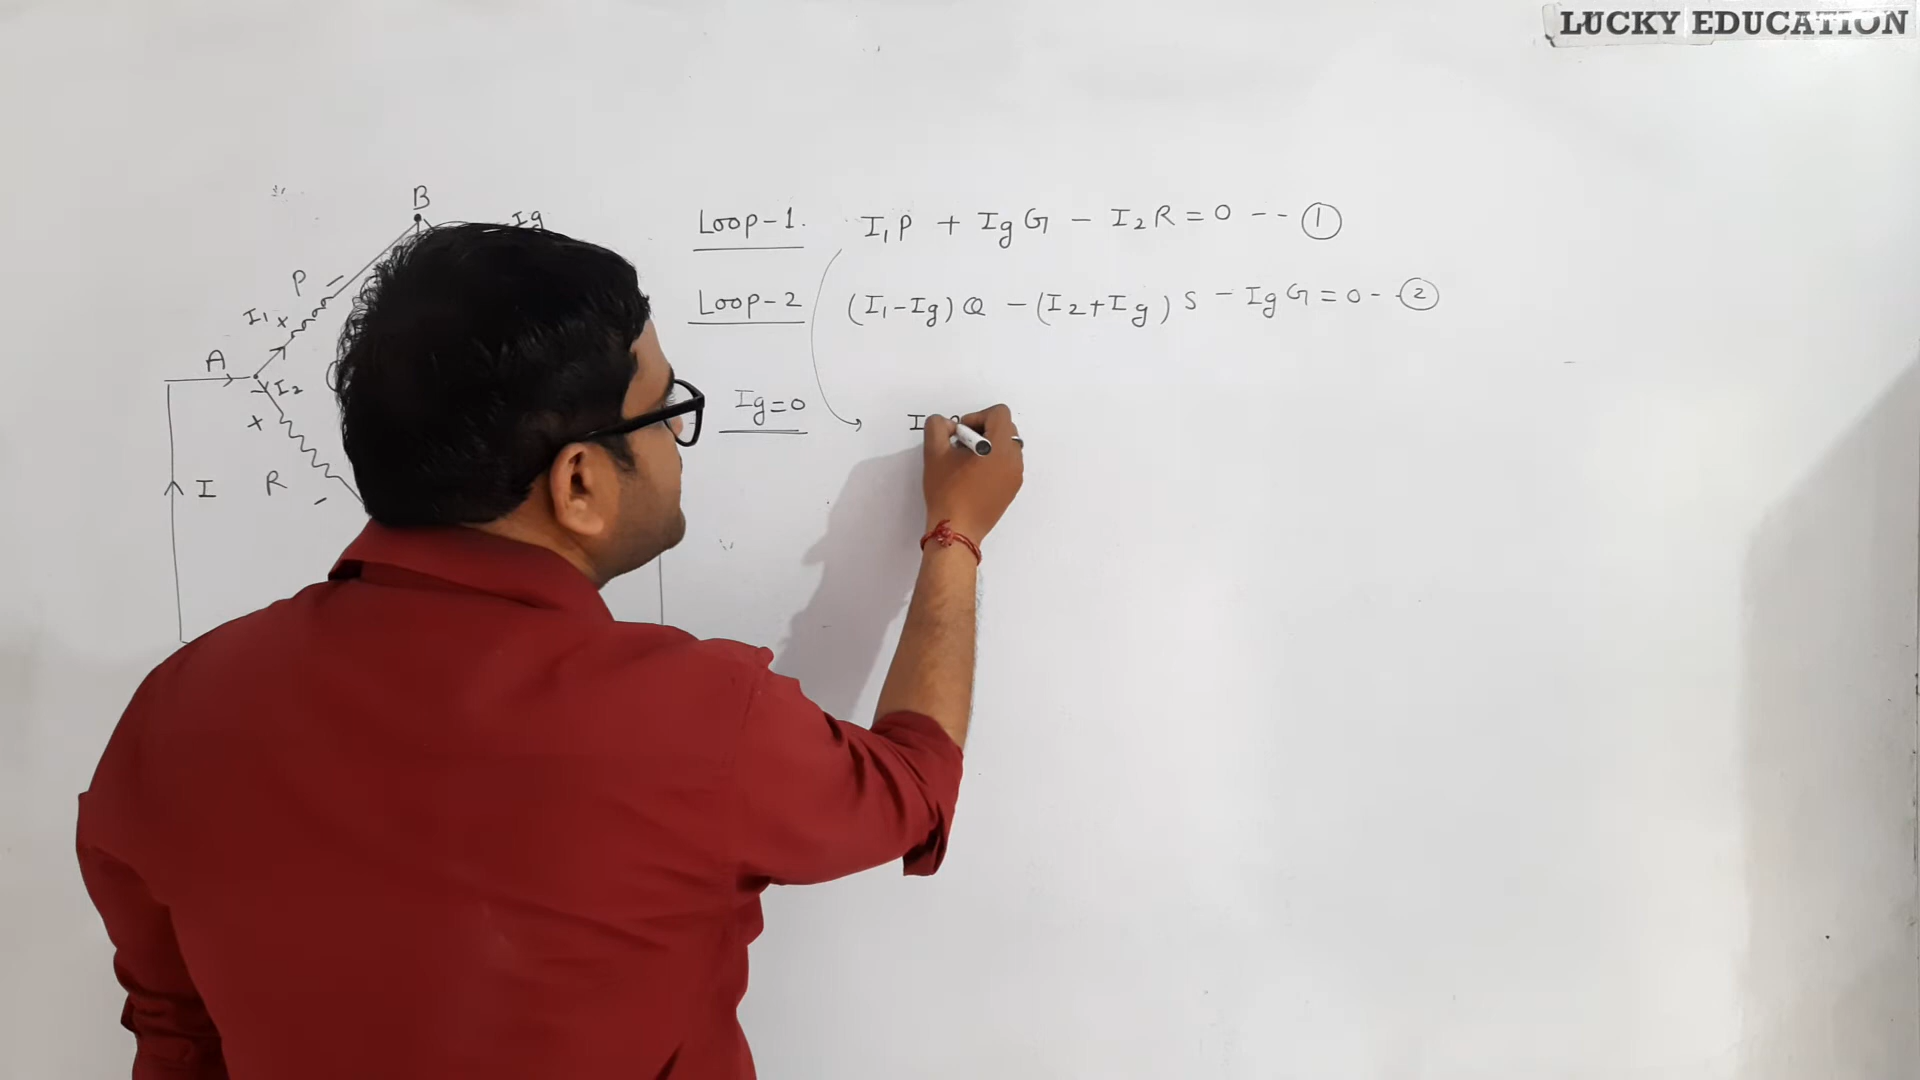 LUCKY EDUCATION
B
Ig
P
I₁
A
I₂
I
R
Loop-1. I₁P + IgG - I₂R = 0 -- ①
Loop-2 (I₁-Ig)Q - (I₂+Ig)S - IgG = 0 - - ②
Ig=0
I